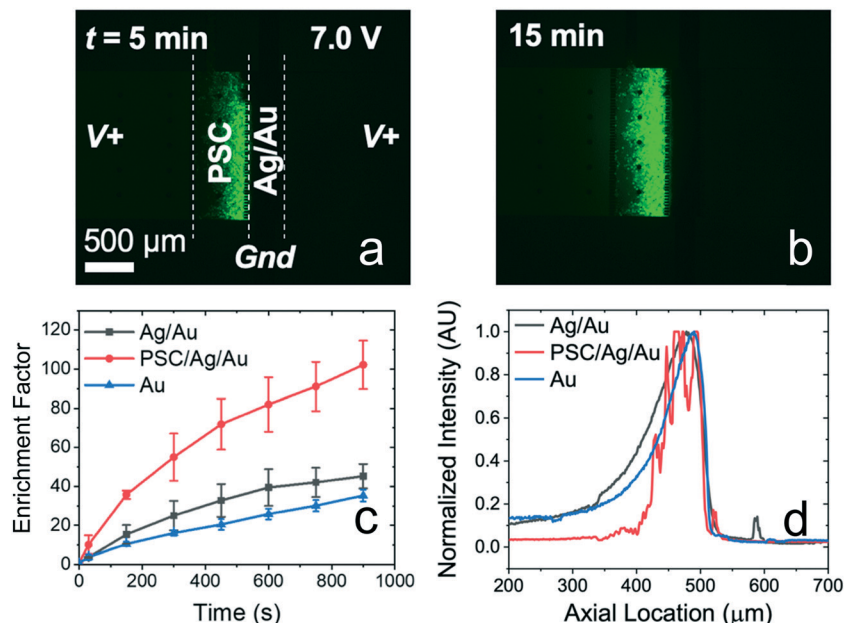 t = 5 min 7.0 V
V+ PSC Ag/Au V+
500 µm
Gnd
a
15 min
b
120
100
80
60
40
20
0
Enrichment Factor
Ag/Au
PSC/Ag/Au
Au
c
0 200 400 600 800 1000
Time (s)
1.0
0.8
0.6
0.4
0.2
0.0
Normalized Intensity (AU)
Ag/Au
PSC/Ag/Au
Au
d
200 300 400 500 600 700
Axial Location (µm)